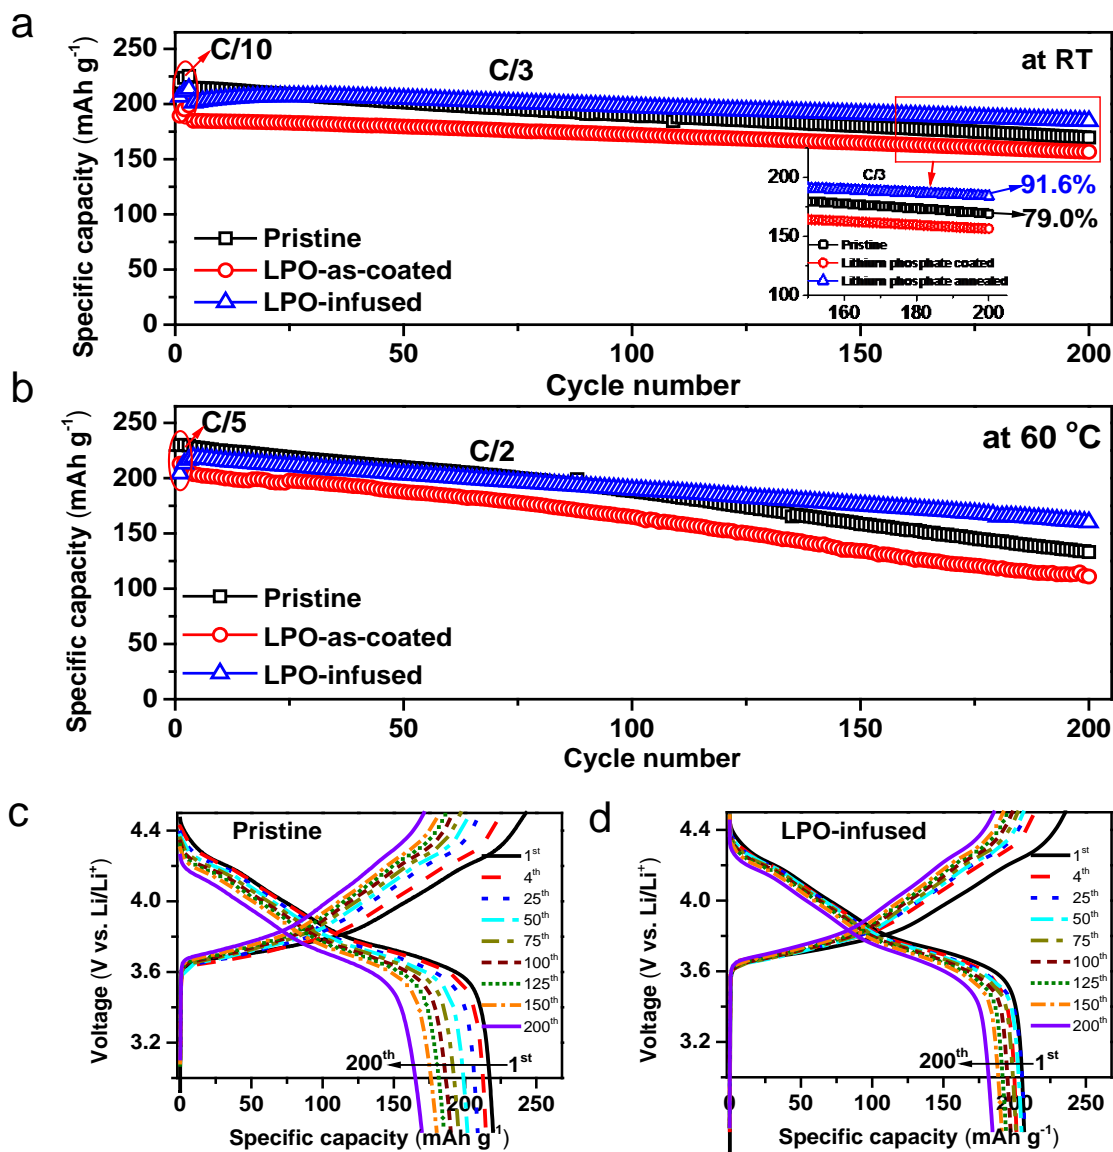 a
C/10
C/3
at RT
Specific capacity (mAh g⁻¹)
250
200
150
100
50
0
Pristine
LPO-as-coated
LPO-infused
C/3
91.6%
79.0%
200
150
100
Pristine
Lithium phosphate coated
Lithium phosphate annealed
160 180 200
0 50 100 150 200
Cycle number
b
C/5
C/2
at 60 °C
Specific capacity (mAh g⁻¹)
250
200
150
100
50
0
Pristine
LPO-as-coated
LPO-infused
0 50 100 150 200
Cycle number
c
Pristine
Voltage (V vs. Li/Li⁺)
4.4
4.0
3.6
3.2
1ˢᵗ
4ᵗʰ
25ᵗʰ
50ᵗʰ
75ᵗʰ
100ᵗʰ
125ᵗʰ
150ᵗʰ
200ᵗʰ
200ᵗʰ 1ˢᵗ
0 50 100 150 200 250
Specific capacity (mAh g⁻¹)
d
LPO-infused
Voltage (V vs. Li/Li⁺)
4.4
4.0
3.6
3.2
1ˢᵗ
4ᵗʰ
25ᵗʰ
50ᵗʰ
75ᵗʰ
100ᵗʰ
125ᵗʰ
150ᵗʰ
200ᵗʰ
200ᵗʰ 1ˢᵗ
0 50 100 150 200 250
Specific capacity (mAh g⁻¹)